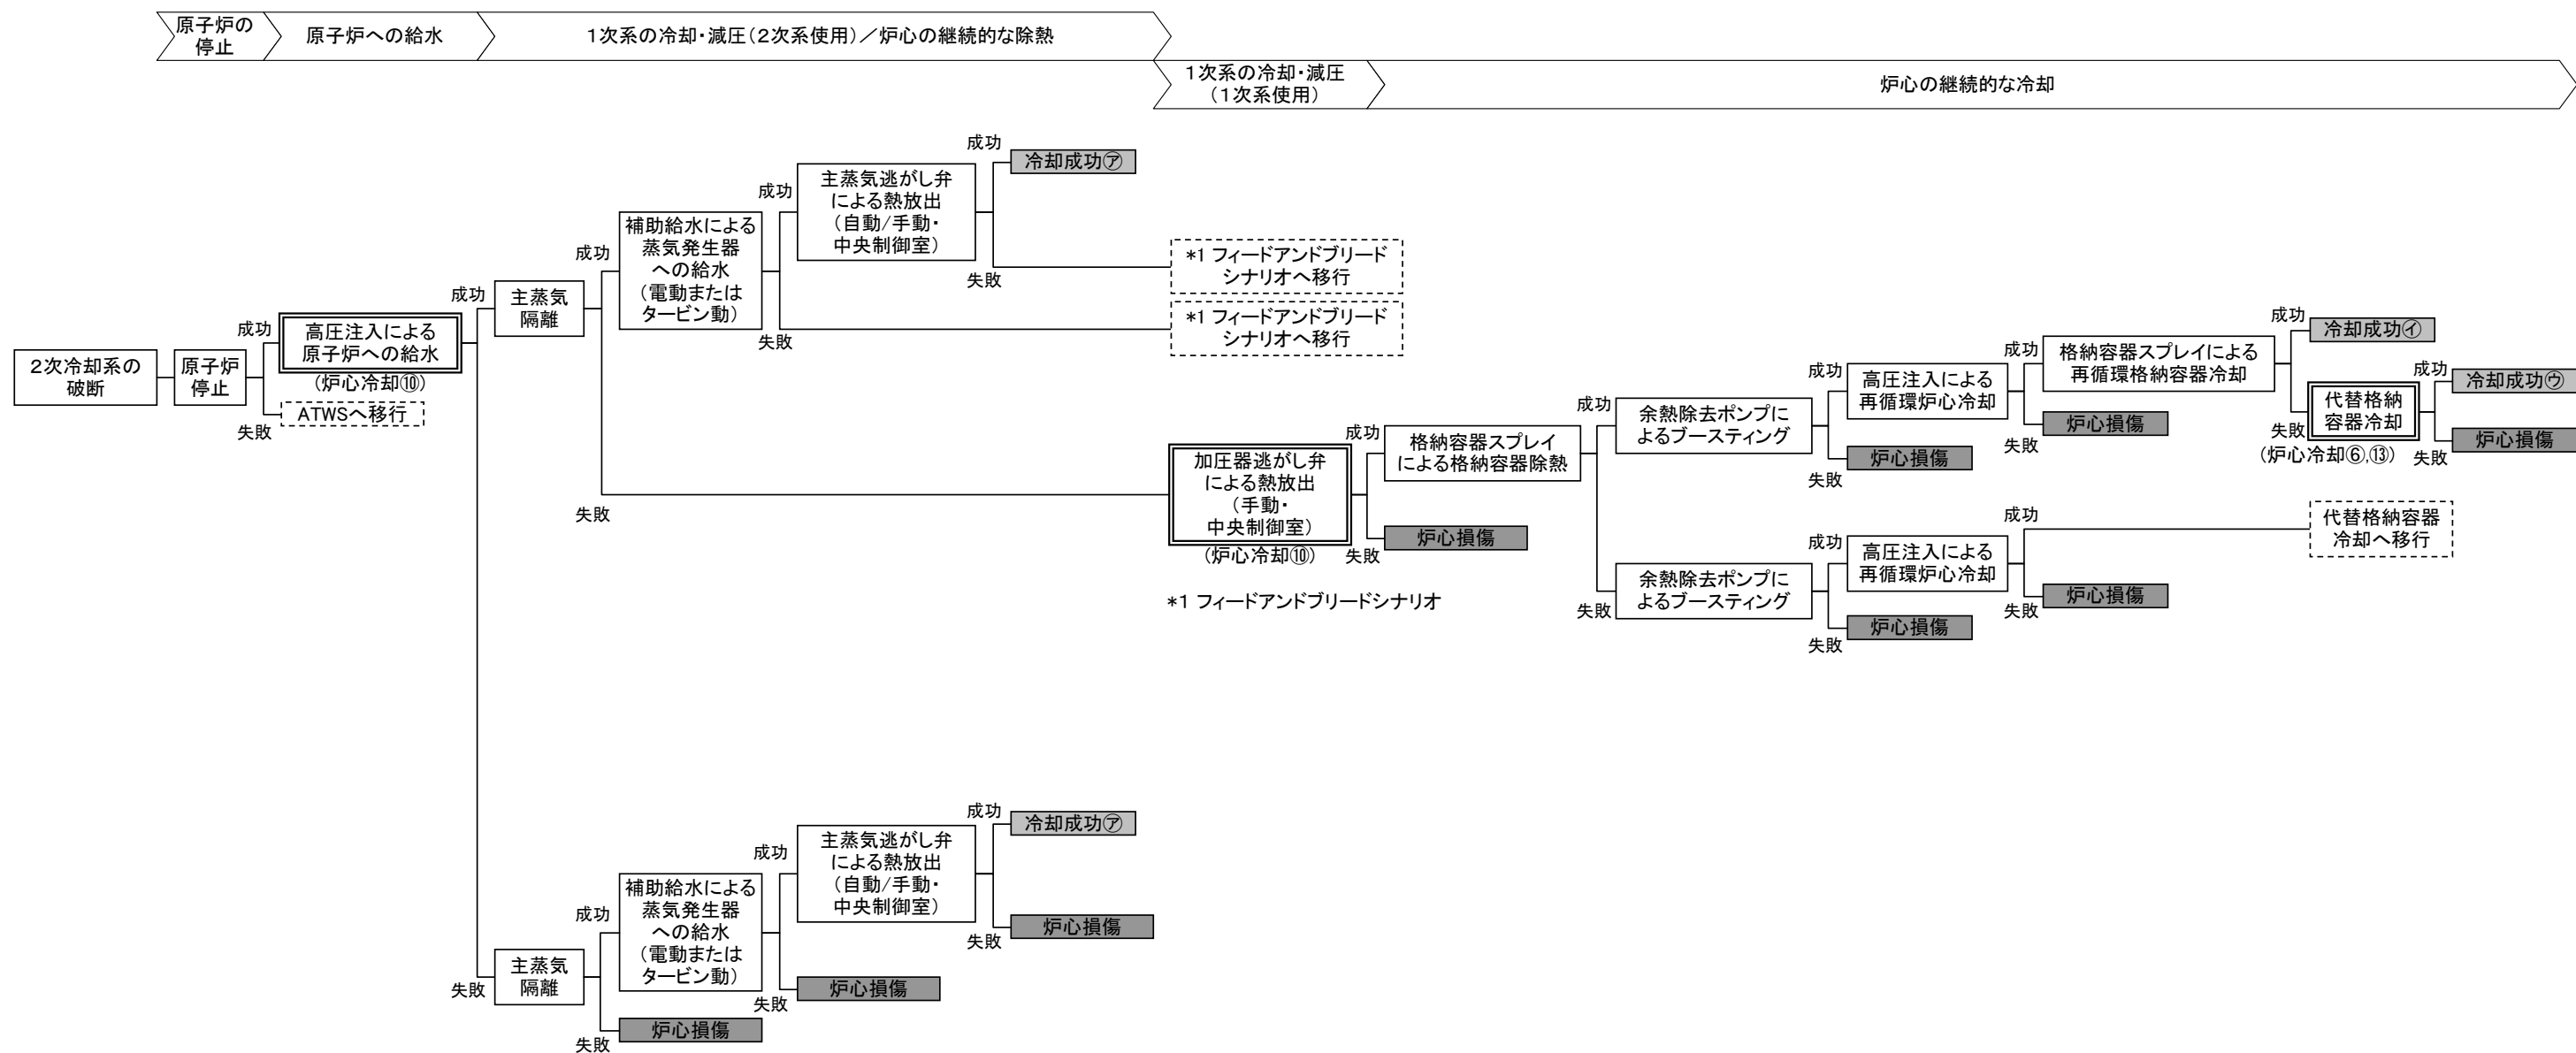 原子炉の
停止
原子炉への給水
1次系の冷却・減圧(2次系使用)/炉心の継続的な除熱
1次系の冷却・減圧
(1次系使用)
炉心の継続的な冷却
2次冷却系の
破断
原子炉
停止
成功
失敗
高圧注入による
原子炉への給水
(炉心冷却⑩)
ATWSへ移行
成功
失敗
主蒸気
隔離
成功
失敗
補助給水による
蒸気発生器
への給水
(電動または
タービン動)
成功
失敗
主蒸気逃がし弁
による熱放出
(自動/手動・
中央制御室)
成功
失敗
冷却成功㋐
*1 フィードアンドブリード
シナリオへ移行
*1 フィードアンドブリード
シナリオへ移行
加圧器逃がし弁
による熱放出
(手動・
中央制御室)
(炉心冷却⑩)
成功
失敗
格納容器スプレイ
による格納容器除熱
炉心損傷
*1 フィードアンドブリードシナリオ
成功
失敗
余熱除去ポンプに
よるブースティング
成功
失敗
高圧注入による
再循環炉心冷却
炉心損傷
成功
失敗
格納容器スプレイによる
再循環格納容器冷却
炉心損傷
成功
失敗
冷却成功㋑
代替格納
容器冷却
(炉心冷却⑥,⑬)
成功
失敗
冷却成功㋒
炉心損傷
余熱除去ポンプに
よるブースティング
成功
失敗
高圧注入による
再循環炉心冷却
炉心損傷
成功
失敗
代替格納容器
冷却へ移行
炉心損傷
主蒸気
隔離
成功
失敗
補助給水による
蒸気発生器
への給水
(電動または
タービン動)
炉心損傷
成功
失敗
主蒸気逃がし弁
による熱放出
(自動/手動・
中央制御室)
炉心損傷
成功
失敗
冷却成功㋐
炉心損傷